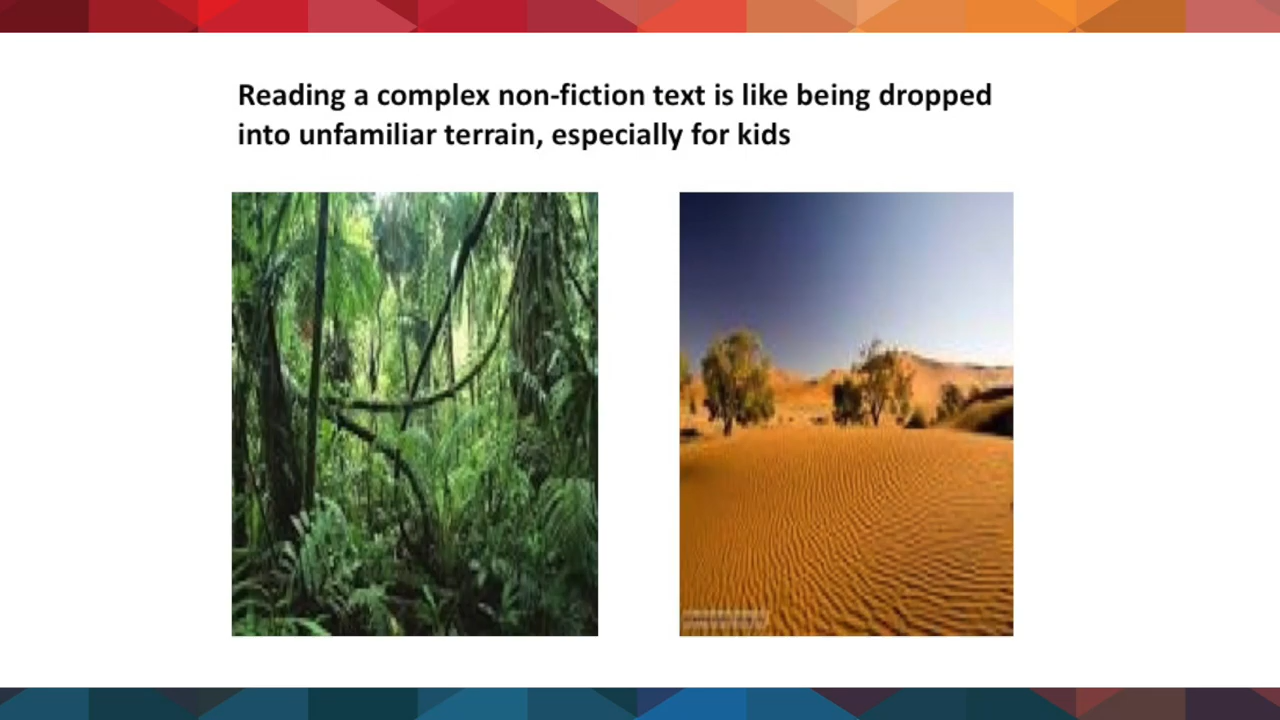 Reading a complex non-fiction text is like being dropped
into unfamiliar terrain, especially for kids